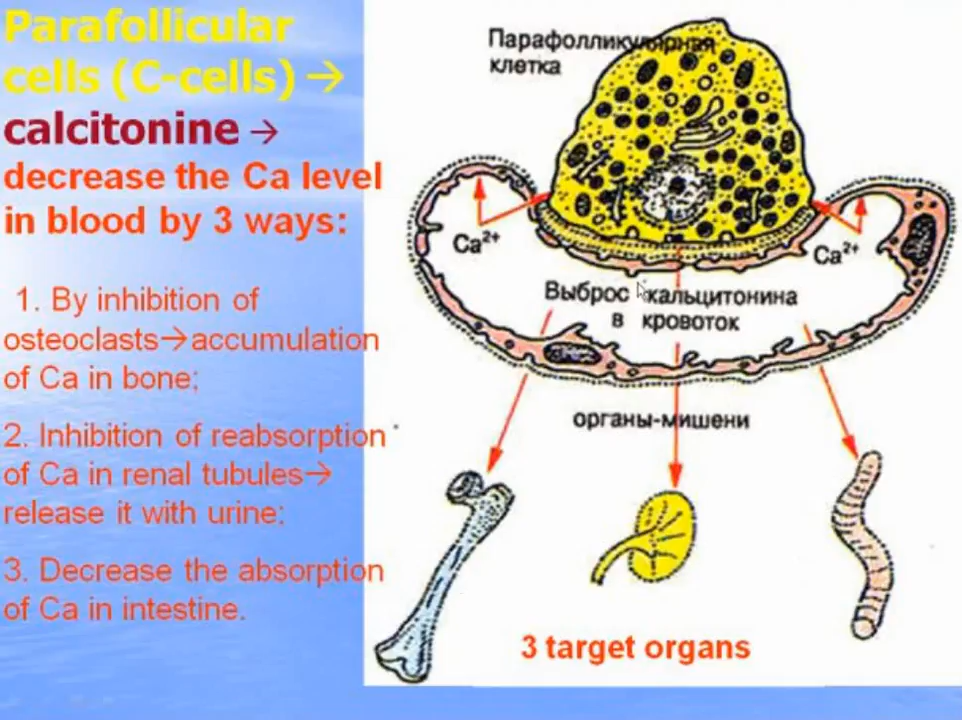 Parafollicular
cells (C-cells) →
calcitonine →
decrease the Ca level
in blood by 3 ways:
1. By inhibition of
osteoclasts→accumulation
of Ca in bone;
2. Inhibition of reabsorption
of Ca in renal tubules→
release it with urine;
3. Decrease the absorption
of Ca in intestine.
Парафолликулярная
клетка
Ca²⁺
Ca²⁺
Выброс кальцитонина
в кровоток
органы-мишени
3 target organs